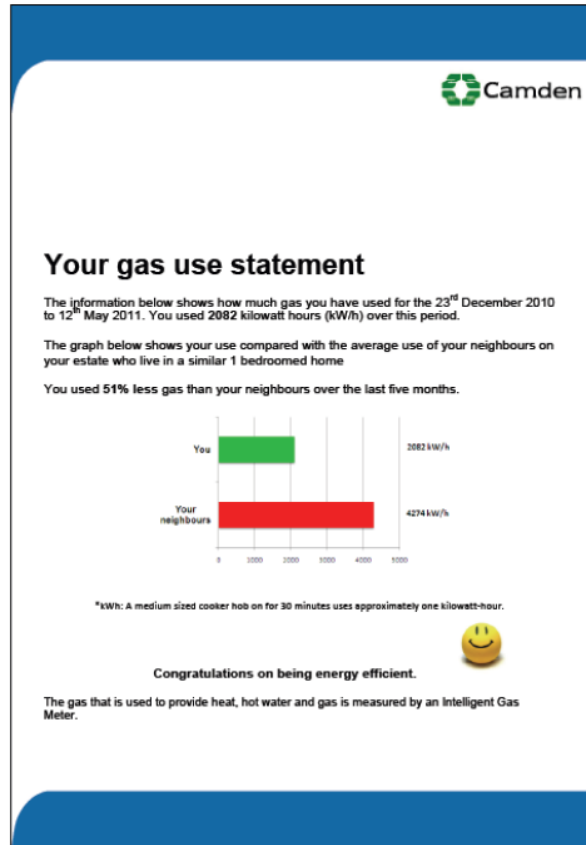 Camden
Your gas use statement
The information below shows how much gas you have used for the 23rd December 2010
to 12th May 2011. You used 2082 kilowatt hours (kW/h) over this period.
The graph below shows your use compared with the average use of your neighbours on
your estate who live in a similar 1 bedroomed home
You used 51% less gas than your neighbours over the last five months.
You
2082 kW/h
Your
neighbours
4274 kW/h
0 1000 2000 3000 4000 5000
*kWh: A medium sized cooker hob on for 30 minutes uses approximately one kilowatt-hour.
Congratulations on being energy efficient.
The gas that is used to provide heat, hot water and gas is measured by an Intelligent Gas
Meter.